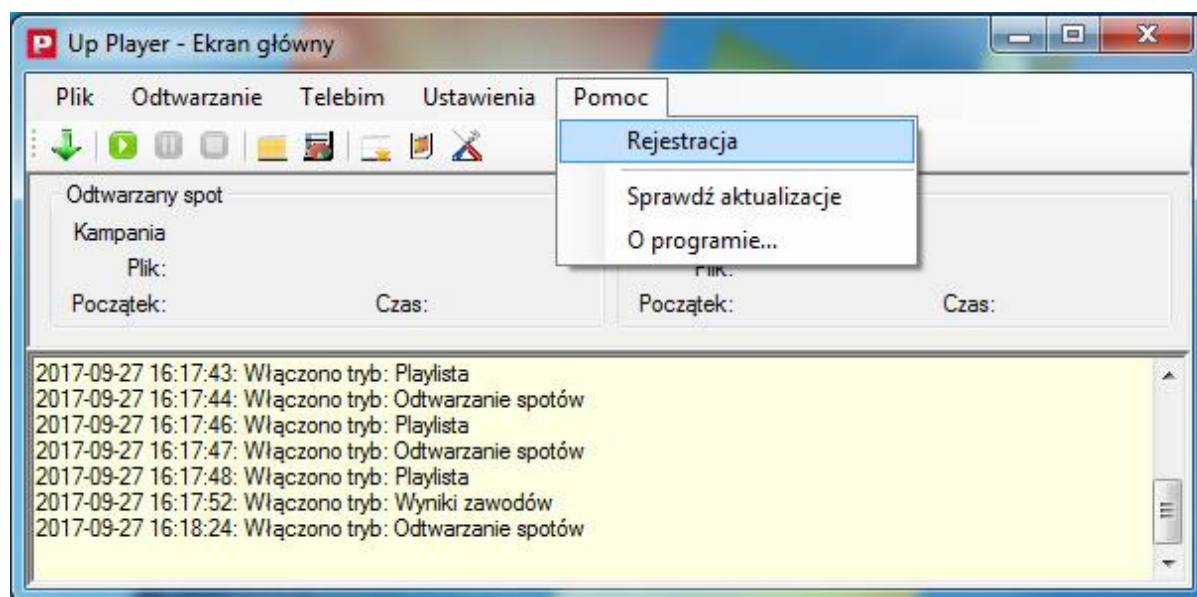 Up Player - Ekran główny
Plik Odtwarzanie Telebim Ustawienia Pomoc
Rejestracja
Sprawdź aktualizacje
O programie...
Odtwarzany spot
Kampania
Plik: Plik:
Początek: Czas: Początek: Czas:
2017-09-27 16:17:43: Włączono tryb: Playlista
2017-09-27 16:17:44: Włączono tryb: Odtwarzanie spotów
2017-09-27 16:17:46: Włączono tryb: Playlista
2017-09-27 16:17:47: Włączono tryb: Odtwarzanie spotów
2017-09-27 16:17:48: Włączono tryb: Playlista
2017-09-27 16:17:52: Włączono tryb: Wyniki zawodów
2017-09-27 16:18:24: Włączono tryb: Odtwarzanie spotów